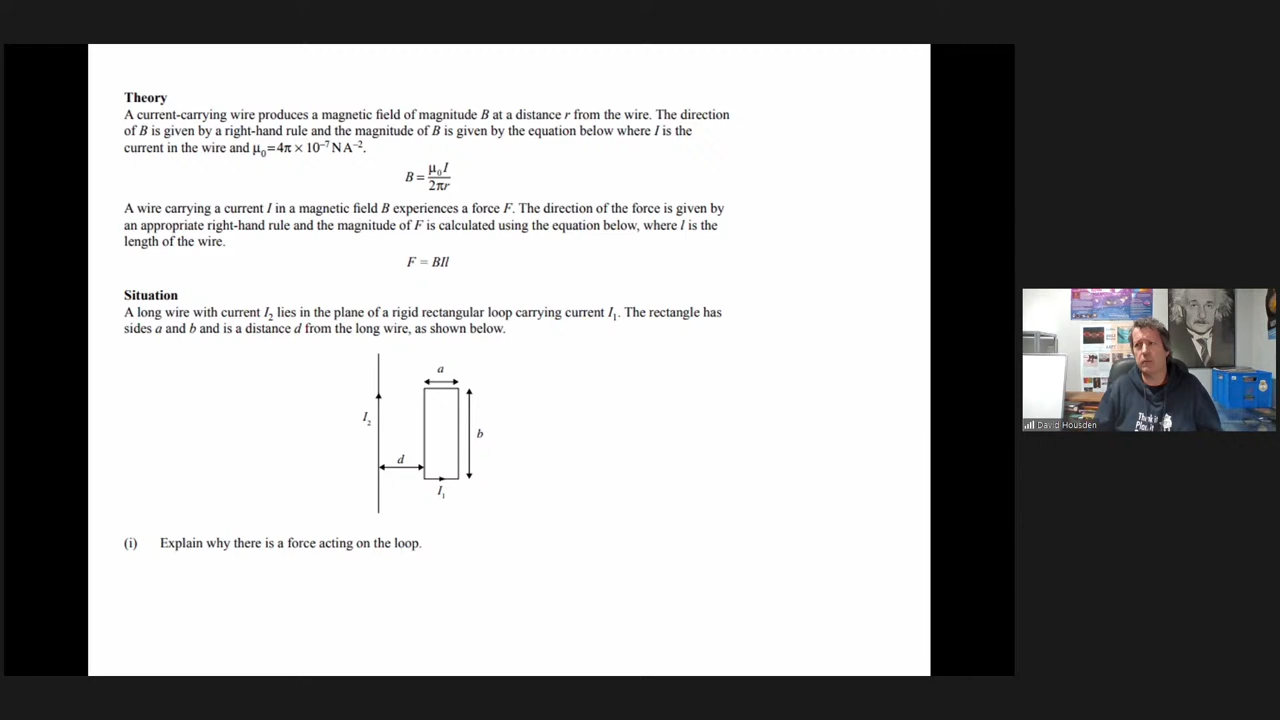 Theory
A current-carrying wire produces a magnetic field of magnitude B at a distance r from the wire. The direction
of B is given by a right-hand rule and the magnitude of B is given by the equation below where I is the
current in the wire and μ₀=4π × 10⁻⁷ N A⁻².
B = μ₀I / 2πr
A wire carrying a current I in a magnetic field B experiences a force F. The direction of the force is given by
an appropriate right-hand rule and the magnitude of F is calculated using the equation below, where l is the
length of the wire.
F = BIl
Situation
A long wire with current I₂ lies in the plane of a rigid rectangular loop carrying current I₁. The rectangle has
sides a and b and is a distance d from the long wire, as shown below.
a
I₂
b
d
I₁
(i) Explain why there is a force acting on the loop.
Think it
David Housden